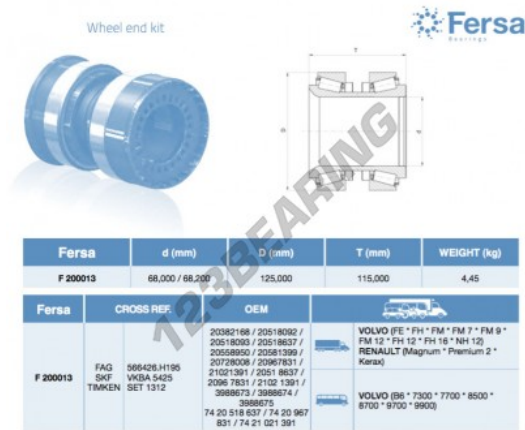 Wheel end kit
Fersa
Bearings
T
D
d
123BEARING
Fersa d (mm) D (mm) T (mm) WEIGHT (kg)
F 200013 68,000 / 68,200 125,000 115,000 4,45
Fersa CROSS REF. OEM
F 200013
FAG 566426.H195
SKF VKBA 5425
TIMKEN SET 1312
20382168 / 20518092 /
20518093 / 20518637 /
20558950 / 20581399 /
20728008 / 20967831 /
21021391 / 2051 8637 /
2096 7831 / 2102 1391 /
3988673 / 3988674 /
3988675
74 20 518 637 / 74 20 967
831 / 74 21 021 391
VOLVO (FE * FH * FM * FM 7 * FM 9 *
FM 12 * FH 12 * FH 16 * NH 12)
RENAULT (Magnum * Premium 2 *
Kerax)
VOLVO (B6 * 7300 * 7700 * 8500 *
8700 * 9700 * 9900)